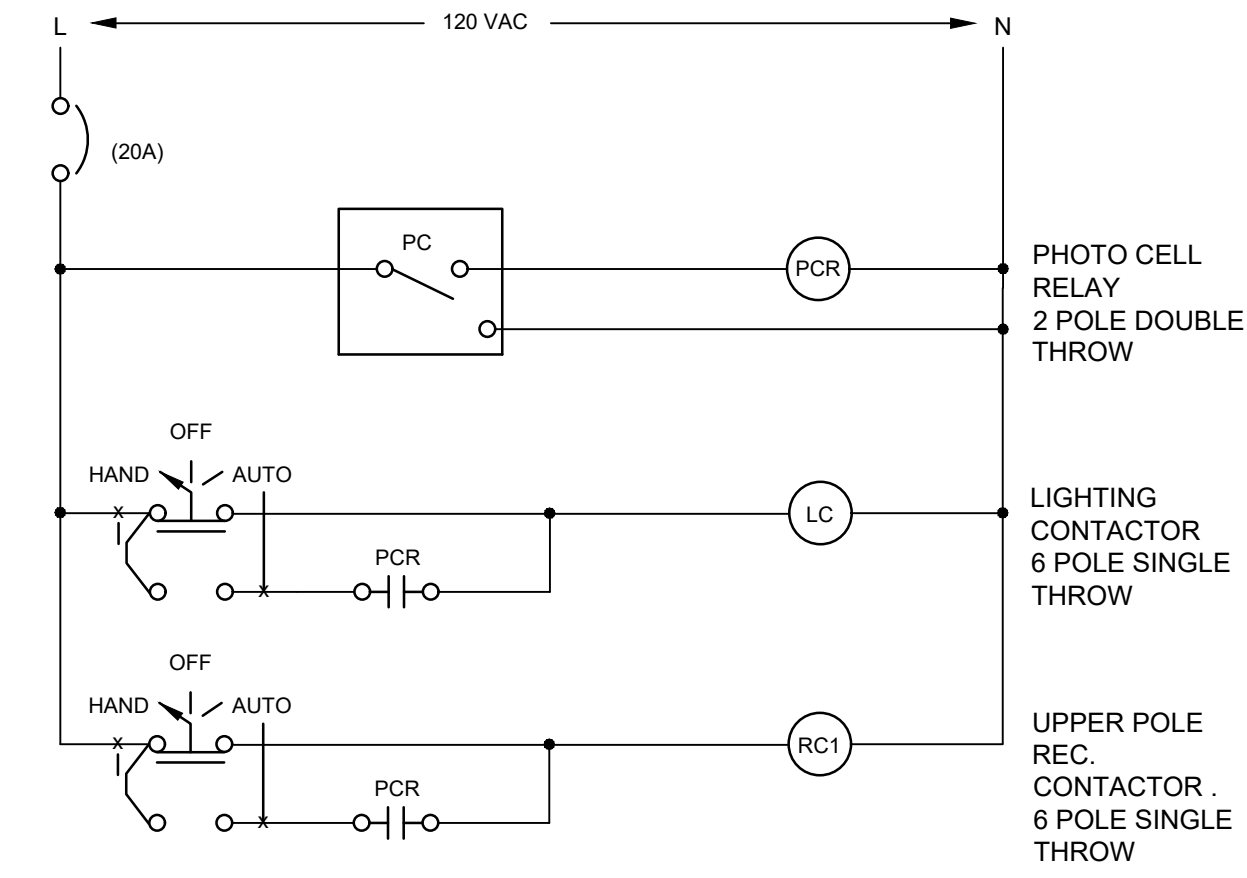 L
120 VAC
N
(20A)
PC
PCR
PHOTO CELL
RELAY
2 POLE DOUBLE
THROW
OFF
HAND
AUTO
x
LC
PCR
x
LIGHTING
CONTACTOR
6 POLE SINGLE
THROW
OFF
HAND
AUTO
x
RC1
PCR
x
UPPER POLE
REC.
CONTACTOR .
6 POLE SINGLE
THROW